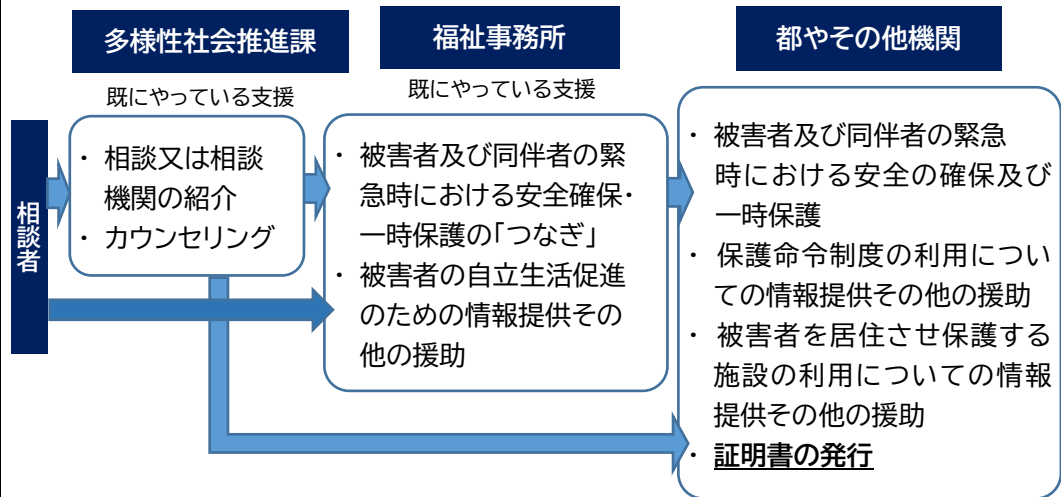 多様性社会推進課
福祉事務所
都やその他機関
既にやっている支援
既にやっている支援
相談者
・ 相談又は相談
機関の紹介
・ カウンセリング
・ 被害者及び同伴者の緊
急時における安全確保・
一時保護の「つなぎ」
・ 被害者の自立生活促進
のための情報提供その
他の援助
・ 被害者及び同伴者の緊急
時における安全の確保及び
一時保護
・ 保護命令制度の利用につい
ての情報提供その他の援助
・ 被害者を居住させ保護する
施設の利用についての情報
提供その他の援助
・ 証明書の発行